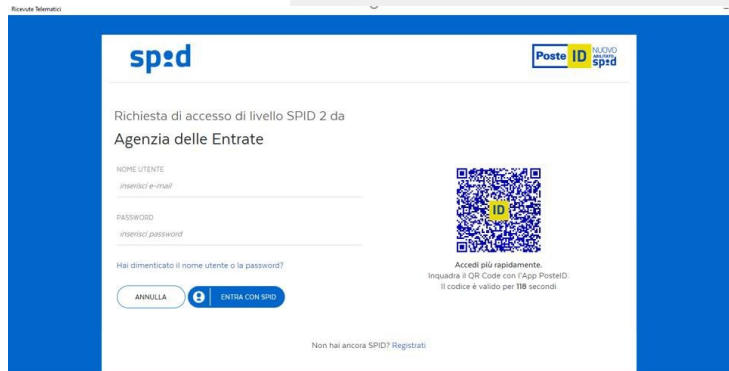 Ricevute Telematici
spid
Poste ID NUOVO
ABILITATO
spid
Richiesta di accesso di livello SPID 2 da
Agenzia delle Entrate
NOME UTENTE
inserisci e-mail
PASSWORD
inserisci password
Hai dimenticato il nome utente o la password?
ANNULLA
ENTRA CON SPID
ID
Accedi più rapidamente.
Inquadra il QR Code con l'App PosteID.
Il codice è valido per 118 secondi
Non hai ancora SPID? Registrati